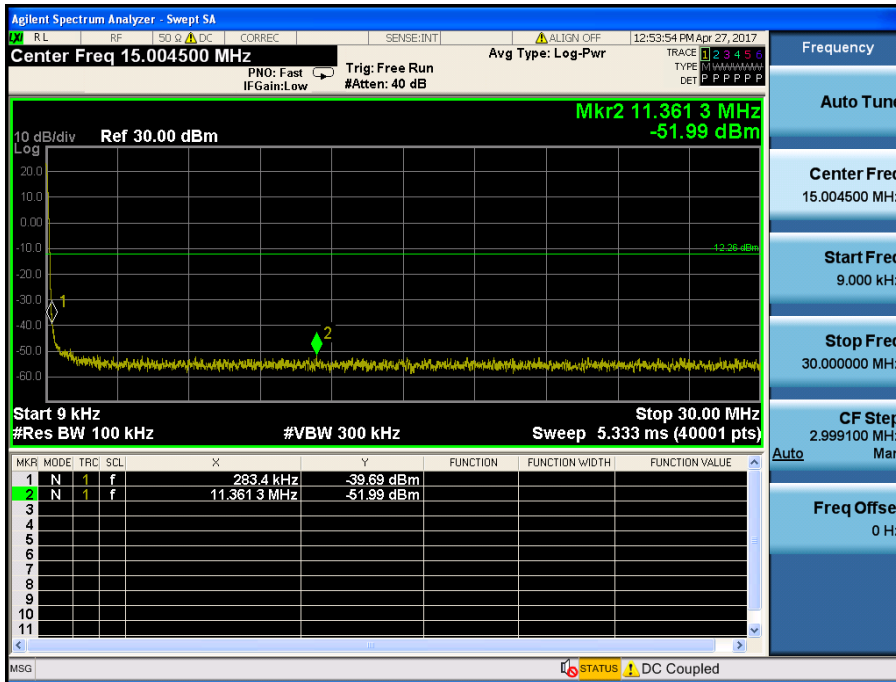 Agilent Spectrum Analyzer - Swept SA
LXI RL RF 50 Ω DC CORREC SENSE:INT ALIGN OFF 12:53:54 PM Apr 27, 2017
Center Freq 15.004500 MHz
PNO: Fast
IFGain:Low
Trig: Free Run
#Atten: 40 dB
Avg Type: Log-Pwr
TRACE 1 2 3 4 5 6
TYPE M WWWWW
DET P P P P P P
Mkr2 11.361 3 MHz
-51.99 dBm
10 dB/div Ref 30.00 dBm
Log
20.0
10.0
0.00
-10.0
-12.26 dBm
-20.0
-30.0
1
-40.0
2
-50.0
-60.0
Start 9 kHz Stop 30.00 MHz
#Res BW 100 kHz #VBW 300 kHz Sweep 5.333 ms (40001 pts)
MKR MODE TRC SCL X Y FUNCTION FUNCTION WIDTH FUNCTION VALUE
1 N 1 f 283.4 kHz -39.69 dBm
2 N 1 f 11.361 3 MHz -51.99 dBm
3
4
5
6
7
8
9
10
11
MSG STATUS DC Coupled
Frequency
Auto Tune
Center Freq
15.004500 MHz
Start Freq
9.000 kHz
Stop Freq
30.000000 MHz
CF Step
2.999100 MHz
Auto Man
Freq Offse
0 Hz